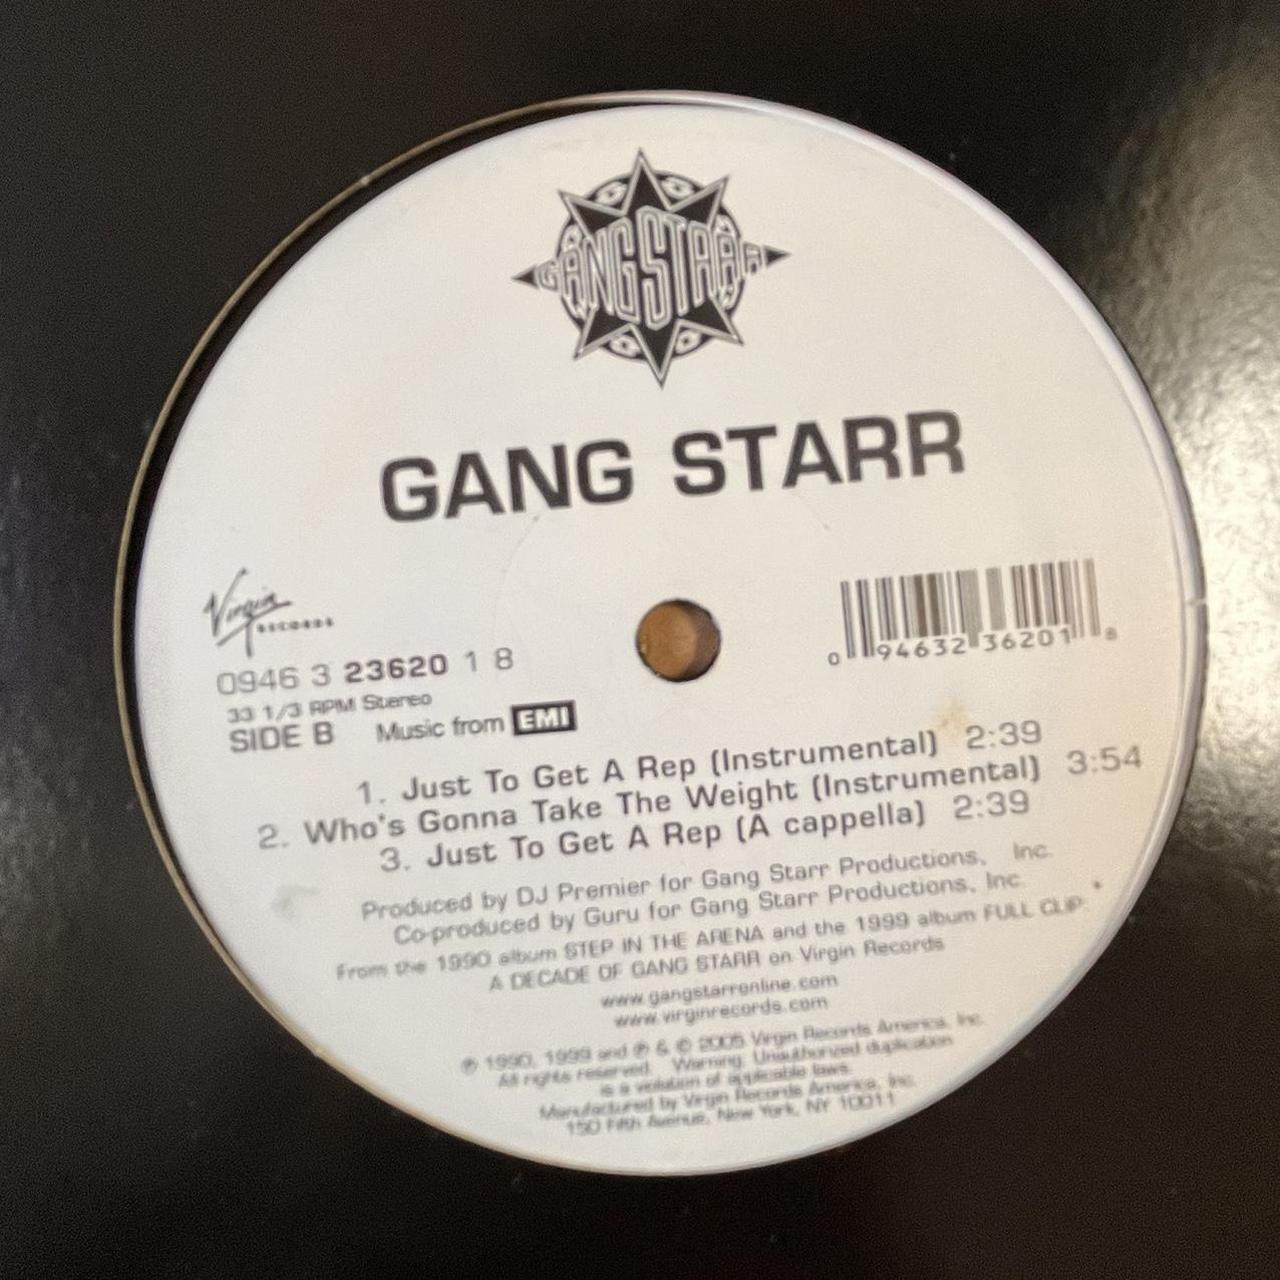 GANG STARR
GANG STARR
Virgin RECORDS
0946 3 23620 1 8
33 1/3 RPM Stereo
SIDE B Music from EMI
0 94632 36201 8
1. Just To Get A Rep (Instrumental) 2:39
2. Who's Gonna Take The Weight (Instrumental) 3:54
3. Just To Get A Rep (A cappella) 2:39
Produced by DJ Premier for Gang Starr Productions, Inc.
Co-produced by Guru for Gang Starr Productions, Inc.
From the 1990 album STEP IN THE ARENA and the 1999 album FULL CLIP:
A DECADE OF GANG STARR on Virgin Records
www.gangstarronline.com
www.virginrecords.com
℗ 1990, 1999 and ℗ & © 2005 Virgin Records America, Inc.
All rights reserved. Warning: Unauthorized duplication
is a violation of applicable laws.
Manufactured by Virgin Records America, Inc.
150 Fifth Avenue, New York, NY 10011